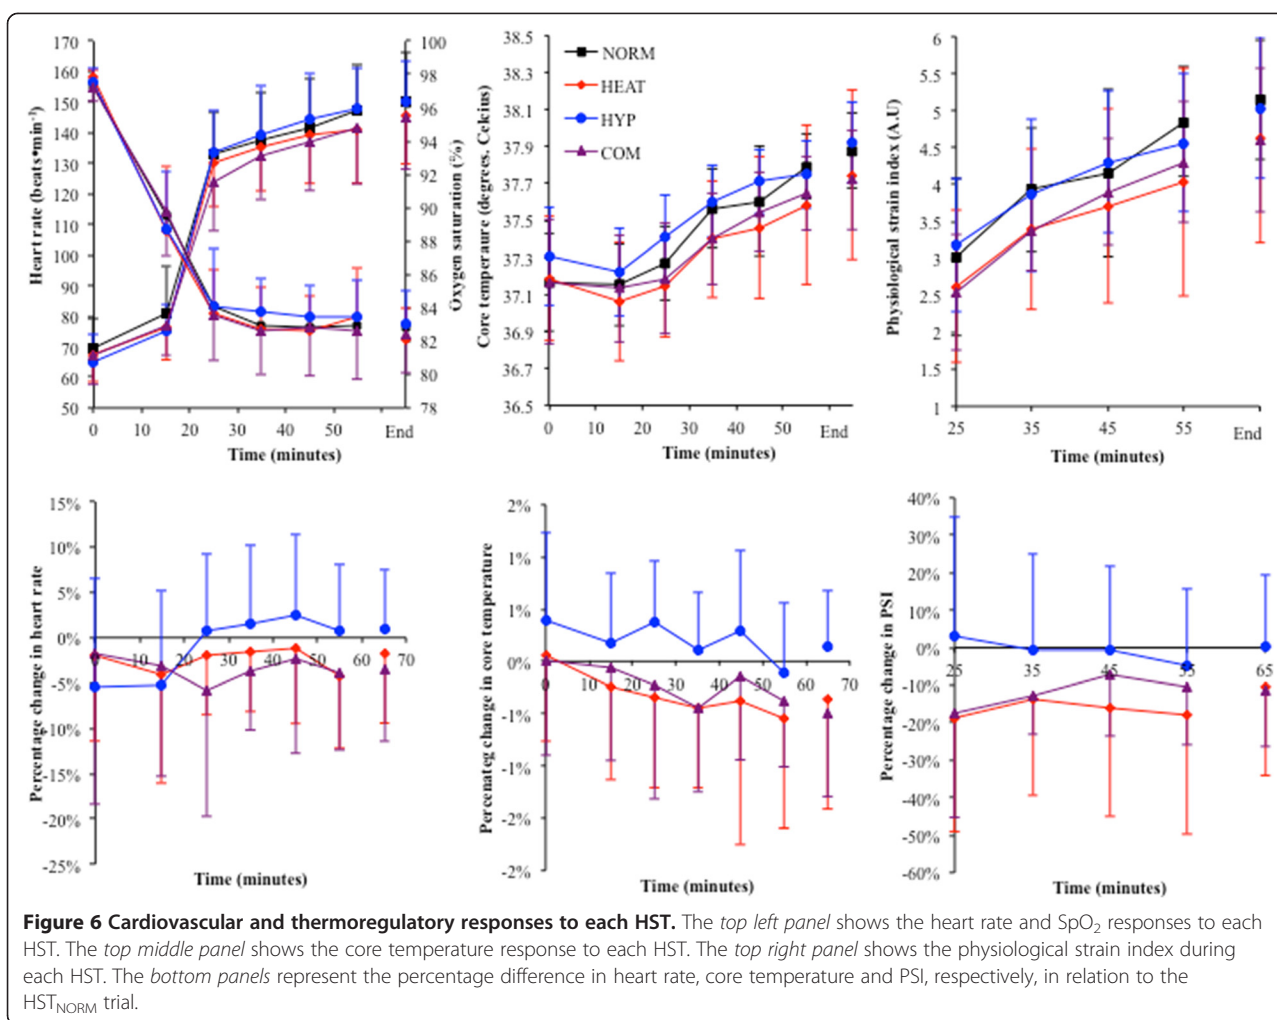 170
160
150
140
130
120
110
100
90
80
70
60
50
Heart rate (beats•min⁻¹)
100
98
96
94
92
90
88
86
84
82
80
78
Oxygen saturation (%)
0 10 20 30 40 50 End
Time (minutes)
38.5
38.3
38.1
37.9
37.7
37.5
37.3
37.1
36.9
36.7
36.5
Core temperaure (degrees. Celcius)
NORM
HEAT
HYP
COM
0 10 20 30 40 50 End
Time (minutes)
6
5.5
5
4.5
4
3.5
3
2.5
2
1.5
1
Physiological strain index (A.U)
25 35 45 55 End
Time (minutes)
15%
10%
5%
0%
-5%
-10%
-15%
-20%
-25%
Percentage change in heart rate
0 10 20 30 40 50 60 70
Time (minutes)
2%
1%
1%
0%
-1%
-1%
-2%
-2%
Percenateg change in core temperature
0 10 20 30 40 50 60 70
Time (minutes)
40%
30%
20%
10%
0%
-10%
-20%
-30%
-40%
-50%
-60%
Percentage change in PSI
25 35 45 55 65
Time (minutes)
Figure 6 Cardiovascular and thermoregulatory responses to each HST. The top left panel shows the heart rate and SpO₂ responses to each
HST. The top middle panel shows the core temperature response to each HST. The top right panel shows the physiological strain index during
each HST. The bottom panels represent the percentage difference in heart rate, core temperature and PSI, respectively, in relation to the
HST_NORM trial.